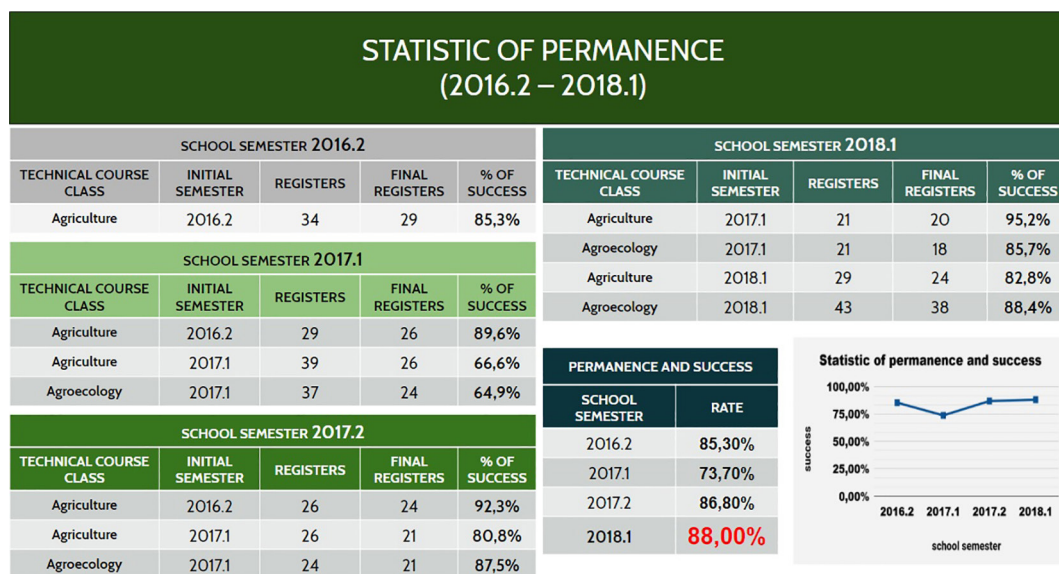 STATISTIC OF PERMANENCE
(2016.2 – 2018.1)
SCHOOL SEMESTER 2016.2
TECHNICAL COURSE CLASS INITIAL SEMESTER REGISTERS FINAL REGISTERS % OF SUCCESS
Agriculture 2016.2 34 29 85,3%
SCHOOL SEMESTER 2017.1
TECHNICAL COURSE CLASS INITIAL SEMESTER REGISTERS FINAL REGISTERS % OF SUCCESS
Agriculture 2016.2 29 26 89,6%
Agriculture 2017.1 39 26 66,6%
Agroecology 2017.1 37 24 64,9%
SCHOOL SEMESTER 2017.2
TECHNICAL COURSE CLASS INITIAL SEMESTER REGISTERS FINAL REGISTERS % OF SUCCESS
Agriculture 2016.2 26 24 92,3%
Agriculture 2017.1 26 21 80,8%
Agroecology 2017.1 24 21 87,5%
SCHOOL SEMESTER 2018.1
TECHNICAL COURSE CLASS INITIAL SEMESTER REGISTERS FINAL REGISTERS % OF SUCCESS
Agriculture 2017.1 21 20 95,2%
Agroecology 2017.1 21 18 85,7%
Agriculture 2018.1 29 24 82,8%
Agroecology 2018.1 43 38 88,4%
PERMANENCE AND SUCCESS
SCHOOL SEMESTER RATE
2016.2 85,30%
2017.1 73,70%
2017.2 86,80%
2018.1 88,00%
Statistic of permanence and success
100,00%
75,00%
50,00%
25,00%
0,00%
success
2016.2 2017.1 2017.2 2018.1
school semester